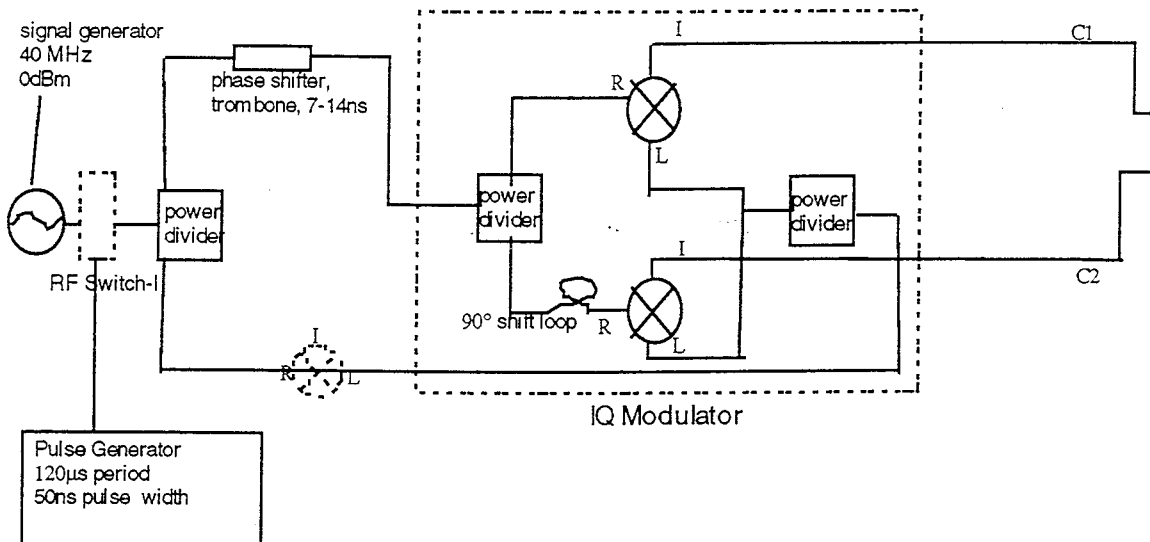 signal generator
40 MHz
0dBm
phase shifter,
trombone, 7-14ns
I
C1
R
L
power
divider
power
divider
power
divider
RF Switch-I
I
C2
90° shift loop
R
L
I
R
L
IQ Modulator
Pulse Generator
120µs period
50ns pulse width